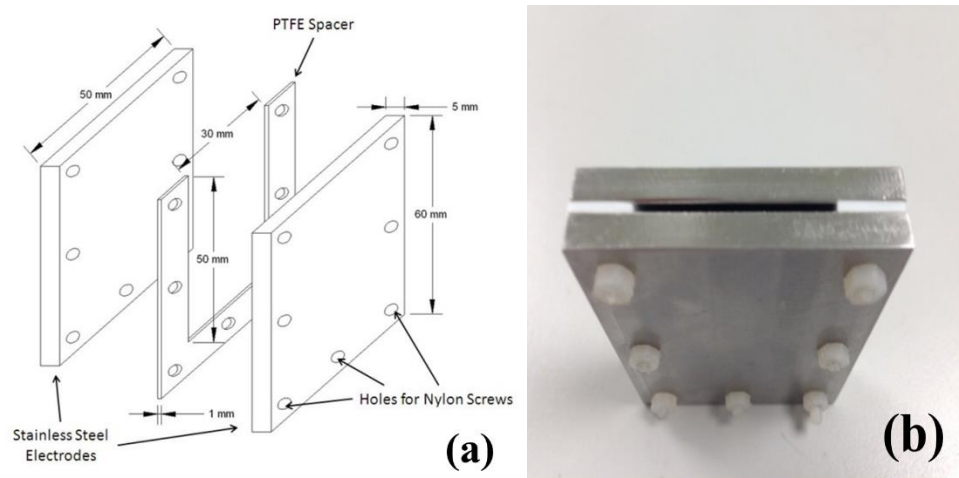 PTFE Spacer
50 mm
5 mm
30 mm
60 mm
50 mm
1 mm
Holes for Nylon Screws
Stainless Steel
Electrodes
(a)
(b)